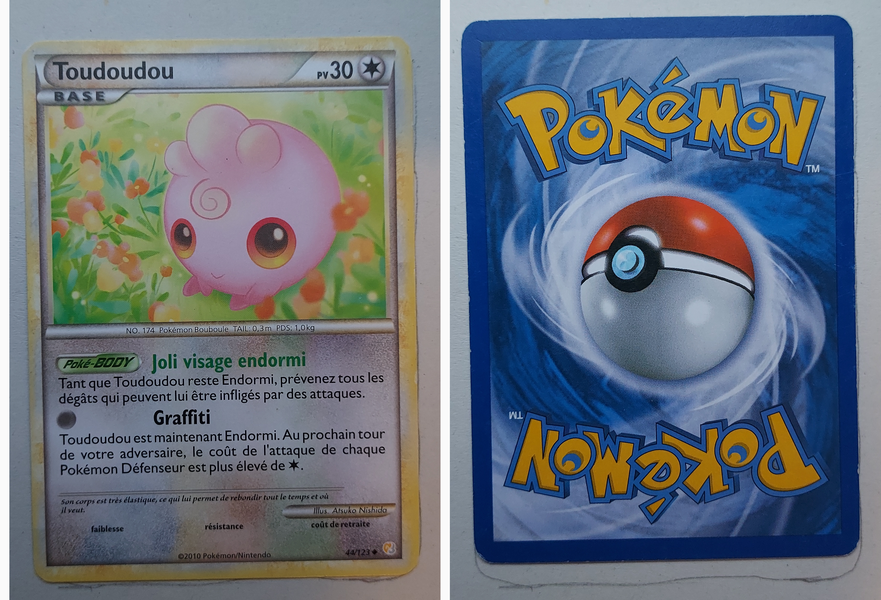 Toudoudou
PV 30
BASE
NO. 174 Pokémon Bouboule TAIL: 0,3m PDS: 1,0kg
Poké-BODY Joli visage endormi
Tant que Toudoudou reste Endormi, prévenez tous les
dégâts qui peuvent lui être infligés par des attaques.
Graffiti
Toudoudou est maintenant Endormi. Au prochain tour
de votre adversaire, le coût de l'attaque de chaque
Pokémon Défenseur est plus élevé de .
Son corps est très élastique, ce qui lui permet de rebondir tout le temps et où
il veut.
Illus. Atsuko Nishida
faiblesse résistance coût de retraite
©2010 Pokémon/Nintendo.
44/123
POKéMON
TM
TM
POKéMON